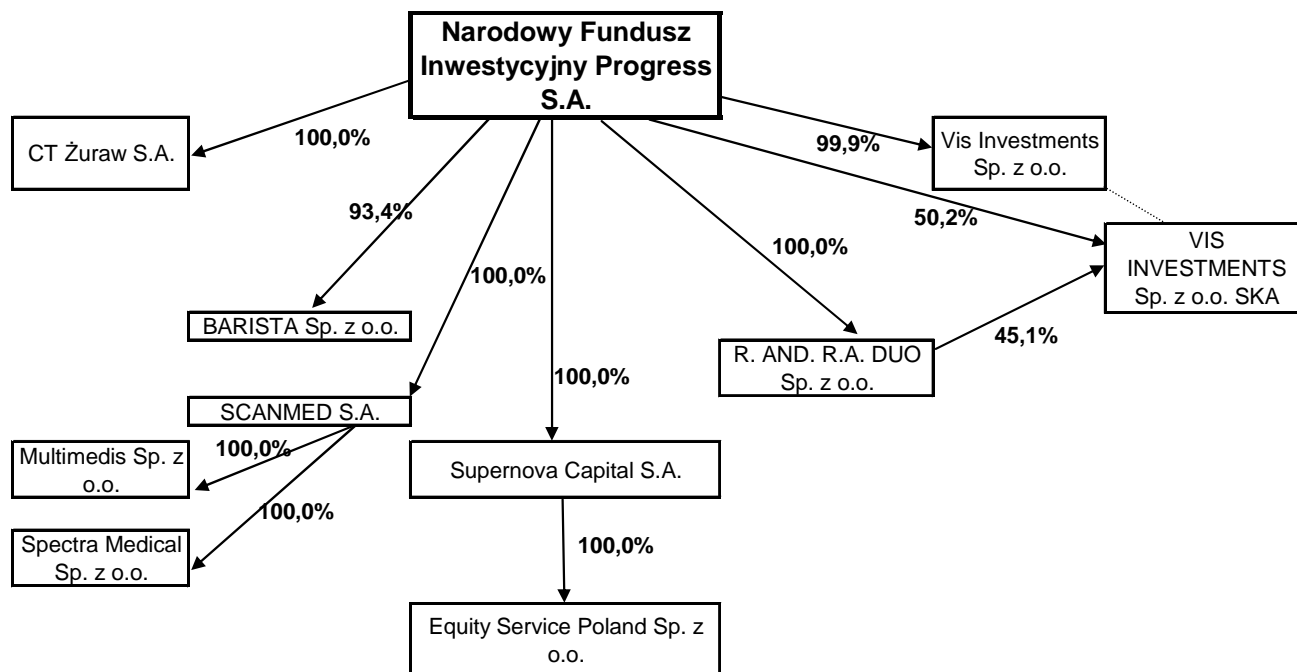 Narodowy Fundusz
Inwestycyjny Progress
S.A.
CT Żuraw S.A.
100,0%
99,9%
Vis Investments
Sp. z o.o.
93,4%
50,2%
VIS
INVESTMENTS
Sp. z o.o. SKA
100,0%
100,0%
BARISTA Sp. z o.o.
45,1%
R. AND. R.A. DUO
Sp. z o.o.
100,0%
SCANMED S.A.
Multimedis Sp. z
o.o.
100,0%
Supernova Capital S.A.
100,0%
Spectra Medical
Sp. z o.o.
100,0%
Equity Service Poland Sp. z
o.o.